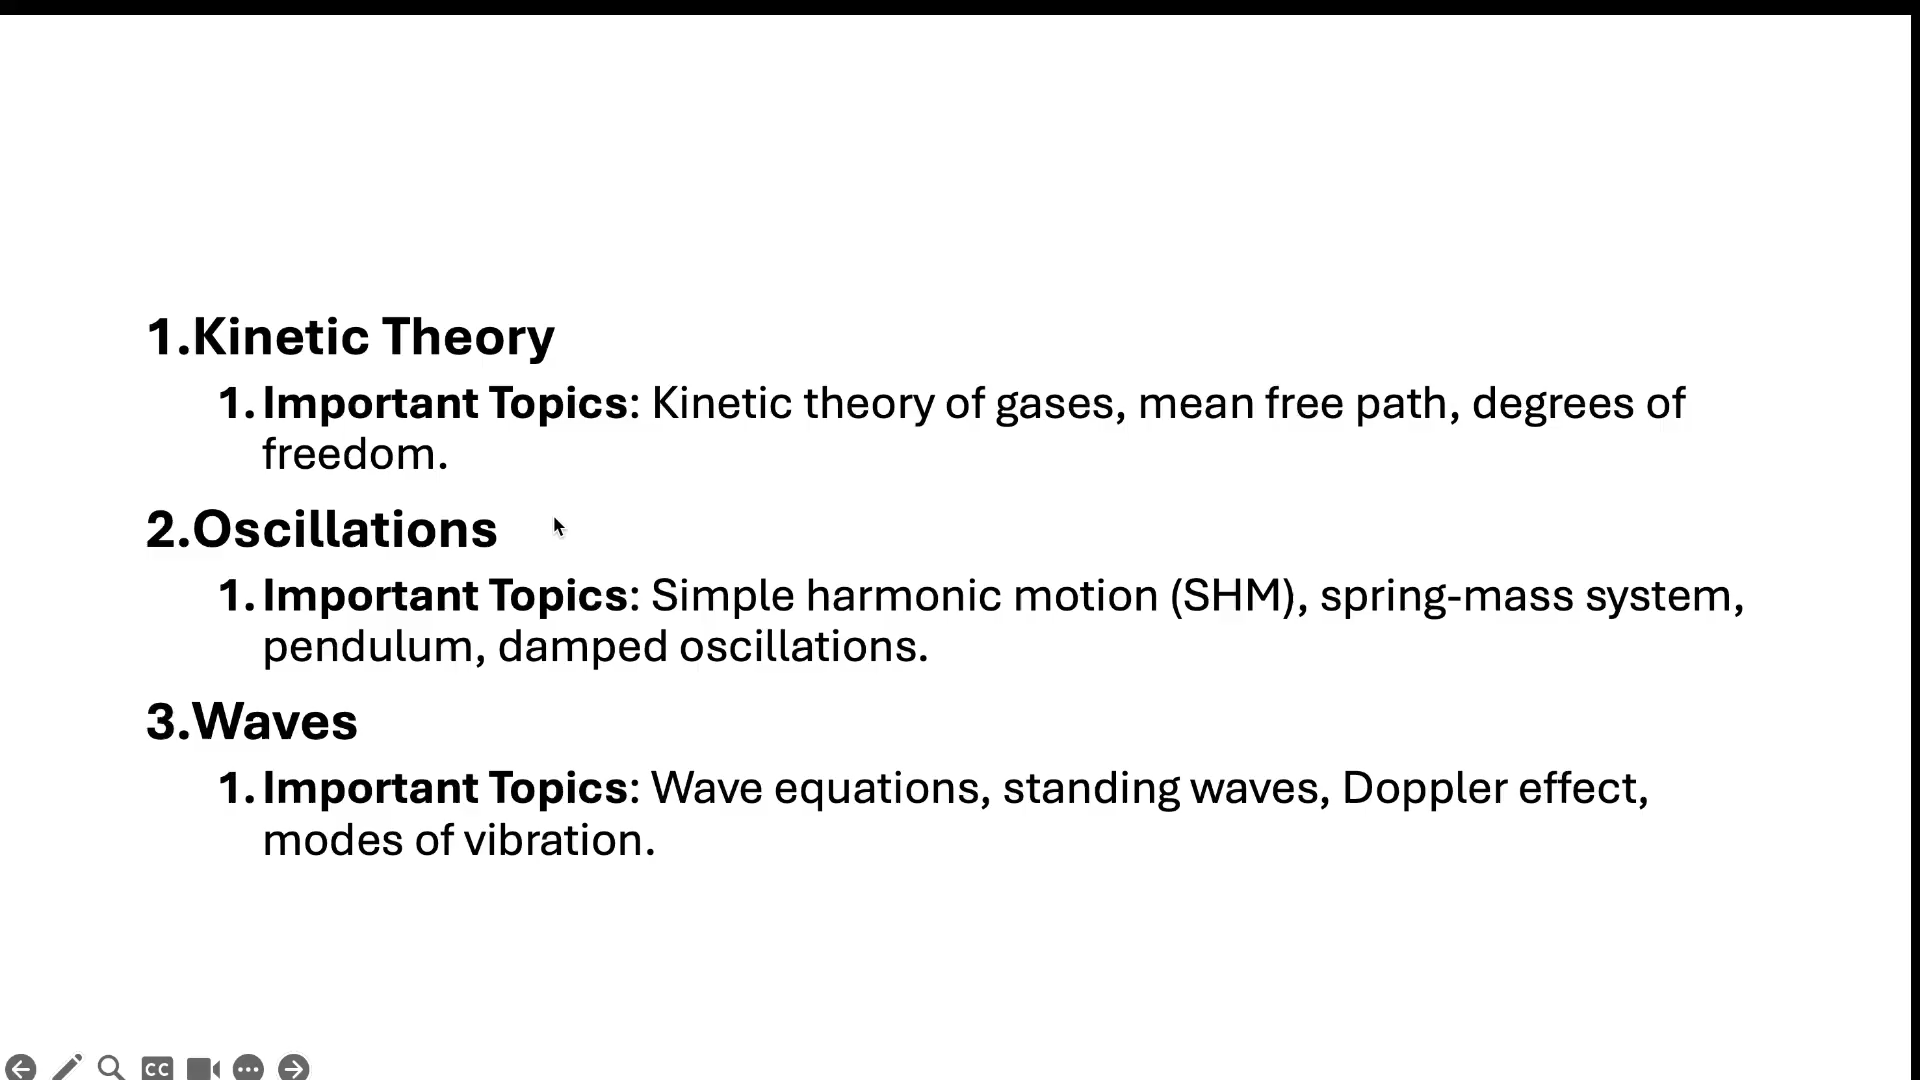 1.Kinetic Theory
1. Important Topics: Kinetic theory of gases, mean free path, degrees of
freedom.
2.Oscillations
1. Important Topics: Simple harmonic motion (SHM), spring-mass system,
pendulum, damped oscillations.
3.Waves
1. Important Topics: Wave equations, standing waves, Doppler effect,
modes of vibration.
CC